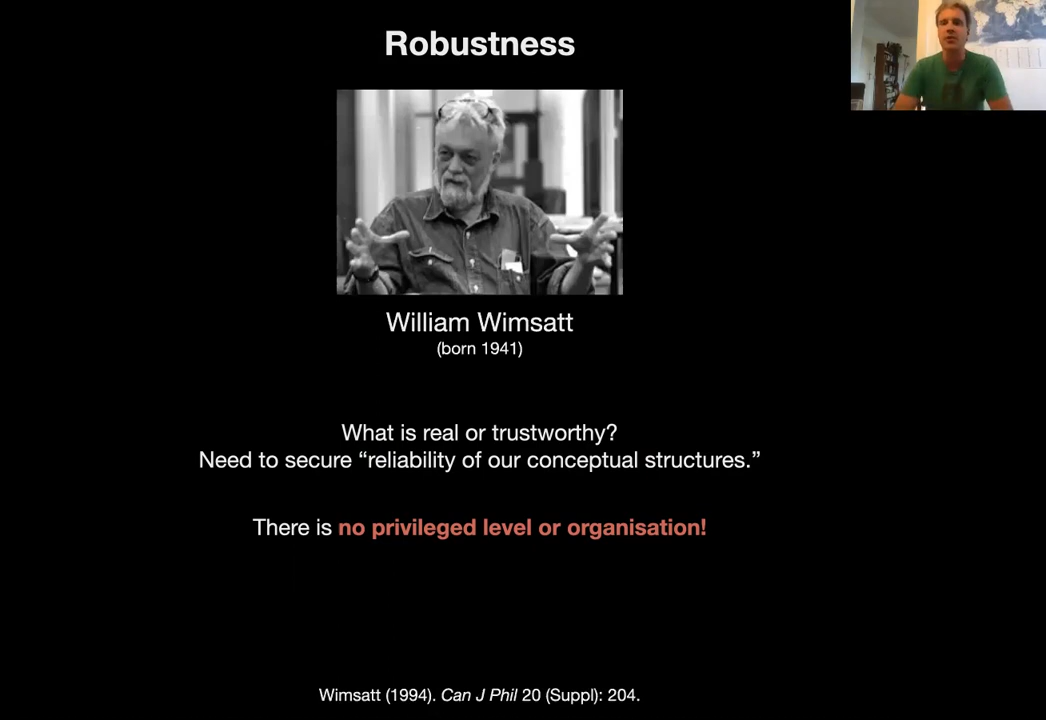 Robustness
William Wimsatt
(born 1941)
What is real or trustworthy?
Need to secure “reliability of our conceptual structures.”
There is no privileged level or organisation!
Wimsatt (1994). Can J Phil 20 (Suppl): 204.